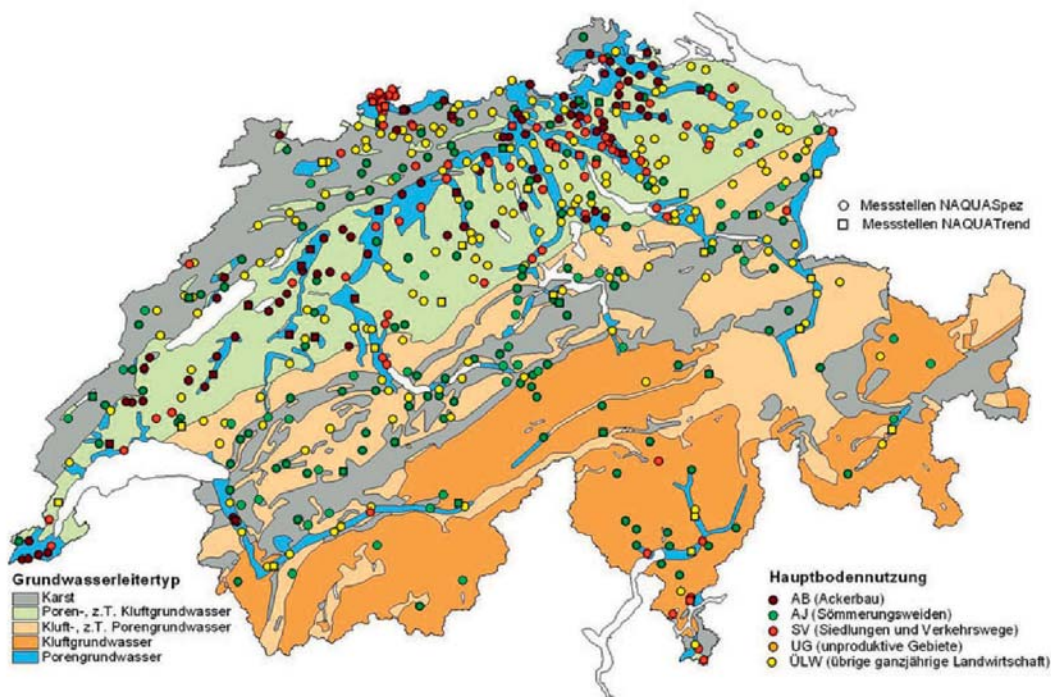 Messstellen NAQUASpez
Messstellen NAQUATrend
Grundwasserleitertyp
Karst
Poren-, z.T. Kluftgrundwasser
Kluft-, z.T. Porengrundwasser
Kluftgrundwasser
Porengrundwasser
Hauptbodennutzung
AB (Ackerbau)
AJ (Sömmerungsweiden)
SV (Siedlungen und Verkehrswege)
UG (unproduktive Gebiete)
ÜLW (übrige ganzjährige Landwirtschaft)